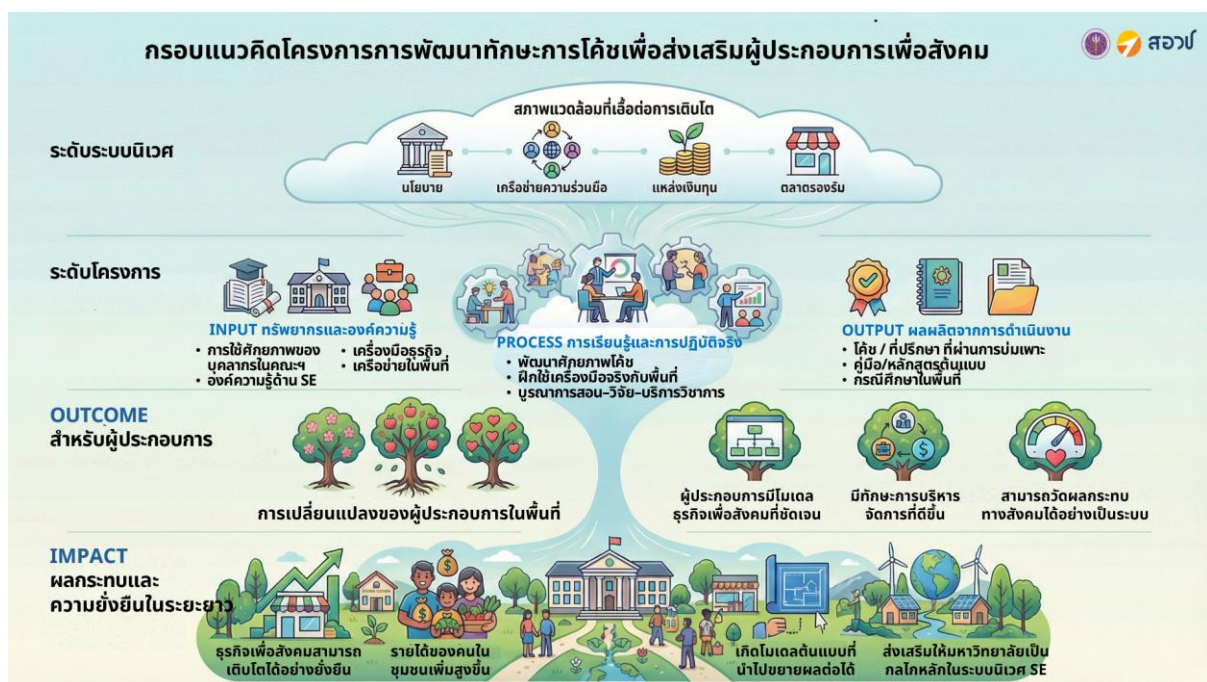 กรอบแนวคิดโครงการการพัฒนาทักษะการโค้ชเพื่อส่งเสริมผู้ประกอบการเพื่อสังคม
สอวช
ระดับระบบนิเวศ
สภาพแวดล้อมที่เอื้อต่อการเติบโต
นโยบาย
เครือข่ายความร่วมมือ
แหล่งเงินทุน
ตลาดรองรับ
ระดับโครงการ
INPUT ทรัพยากรและองค์ความรู้
• การใช้ศักยภาพของ
บุคลากรในคณะฯ
• องค์ความรู้ด้าน SE
• เครื่องมือธุรกิจ
• เครือข่ายในพื้นที่
PROCESS การเรียนรู้และการปฏิบัติจริง
• พัฒนาศักยภาพโค้ช
• ฝึกใช้เครื่องมือจริงกับพื้นที่
• บูรณาการสอน-วิจัย-บริการวิชาการ
OUTPUT ผลผลิตจากการดำเนินงาน
• โค้ช / ที่ปรึกษา ที่ผ่านการบ่มเพาะ
• คู่มือ/หลักสูตรต้นแบบ
• กรณีศึกษาในพื้นที่
OUTCOME
สำหรับผู้ประกอบการ
การเปลี่ยนแปลงของผู้ประกอบการในพื้นที่
ผู้ประกอบการมีโมเดล
ธุรกิจเพื่อสังคมที่ชัดเจน
มีทักษะการบริหาร
จัดการที่ดีขึ้น
สามารถวัดผลกระทบ
ทางสังคมได้อย่างเป็นระบบ
IMPACT
ผลกระทบและ
ความยั่งยืนในระยะยาว
ธุรกิจเพื่อสังคมสามารถ
เติบโตได้อย่างยั่งยืน
รายได้ของคนใน
ชุมชนเพิ่มสูงขึ้น
เกิดโมเดลต้นแบบที่
นำไปขยายผลต่อได้
ส่งเสริมให้มหาวิทยาลัยเป็น
กลไกหลักในระบบนิเวศ SE